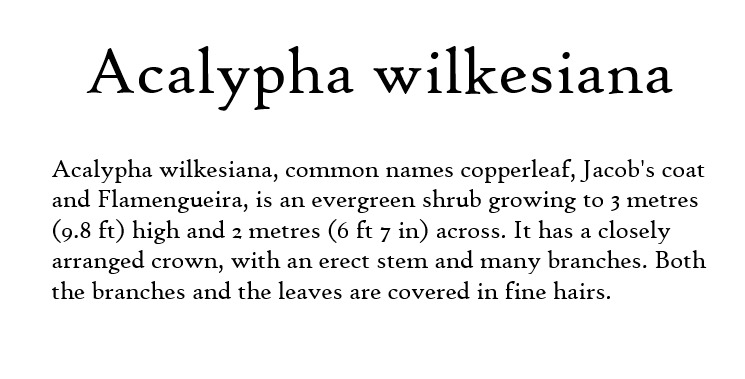 Acalypha wilkesiana
Acalypha wilkesiana, common names copperleaf, Jacob's coat
and Flamengueira, is an evergreen shrub growing to 3 metres
(9.8 ft) high and 2 metres (6 ft 7 in) across. It has a closely
arranged crown, with an erect stem and many branches. Both
the branches and the leaves are covered in fine hairs.